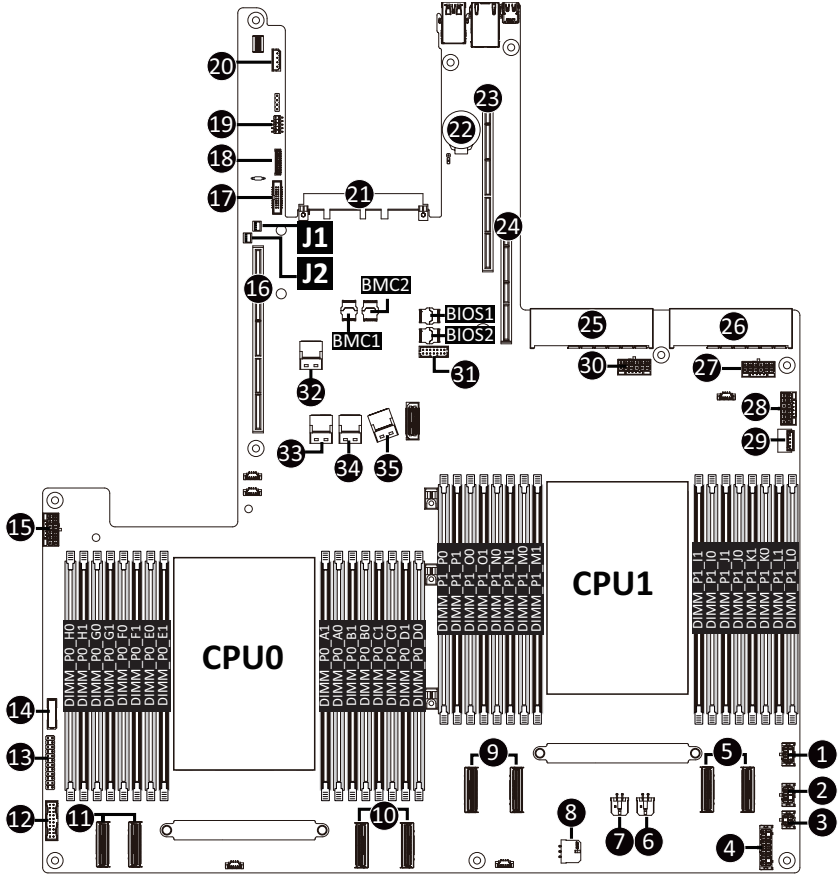 20
23
19
22
18
17
21
J1
24
J2
16
BMC2
BIOS1
25
26
BMC1
BIOS2
31
30
27
32
28
29
33
34
35
15
DIMM_P1_P0
DIMM_P1_P1
DIMM_P1_O0
DIMM_P1_O1
DIMM_P1_N0
DIMM_P1_N1
DIMM_P1_M0
DIMM_P1_M1
CPU1
DIMM_P1_I1
DIMM_P1_I0
DIMM_P1_J1
DIMM_P1_J0
DIMM_P1_K1
DIMM_P1_K0
DIMM_P1_L1
DIMM_P1_L0
DIMM_P0_H0
DIMM_P0_H1
DIMM_P0_G0
DIMM_P0_G1
DIMM_P0_F0
DIMM_P0_F1
DIMM_P0_E0
DIMM_P0_E1
CPU0
DIMM_P0_A1
DIMM_P0_A0
DIMM_P0_B1
DIMM_P0_B0
DIMM_P0_C1
DIMM_P0_C0
DIMM_P0_D1
DIMM_P0_D0
14
13
9
5
1
2
12
11
10
8
7
6
3
4